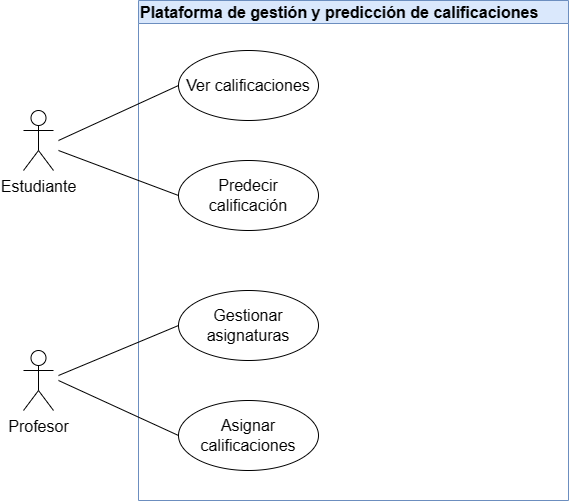 Plataforma de gestión y predicción de calificaciones
Ver calificaciones
Estudiante
Predecir
calificación
Gestionar
asignaturas
Profesor
Asignar
calificaciones